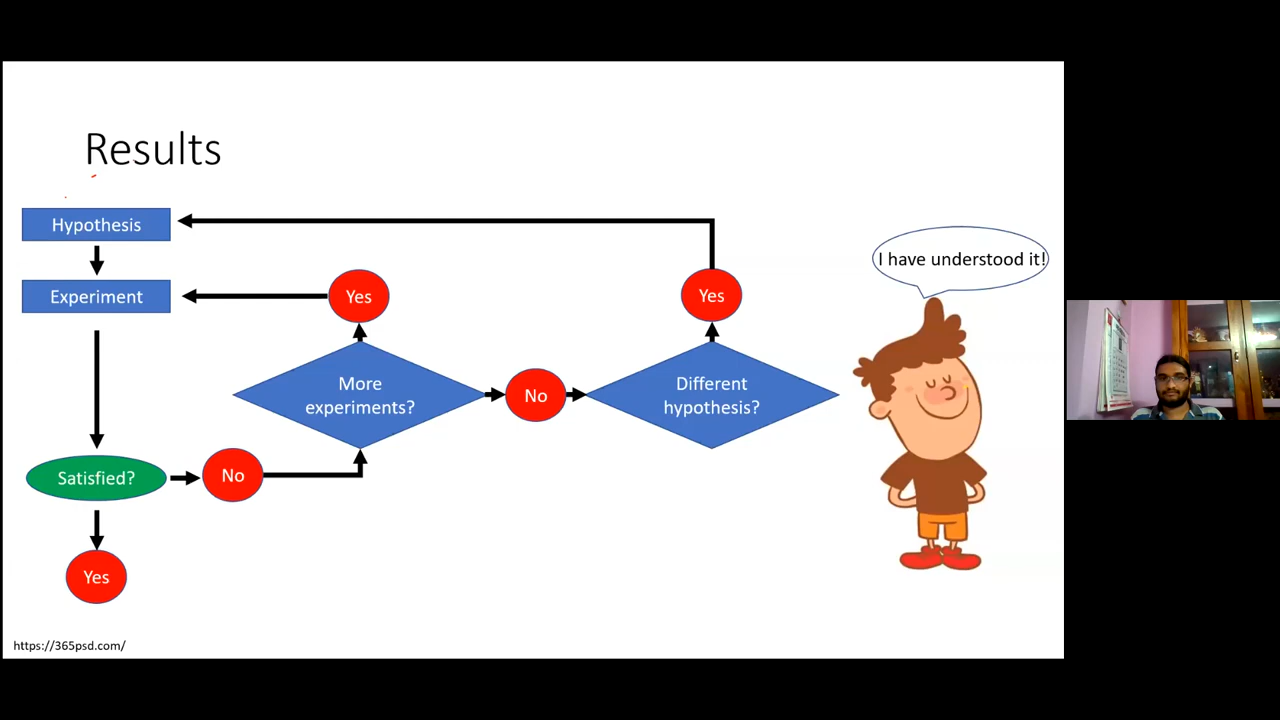 Results
Hypothesis
I have understood it!
Experiment
Yes
Yes
More
experiments?
No
Different
hypothesis?
Satisfied?
No
Yes
https://365psd.com/